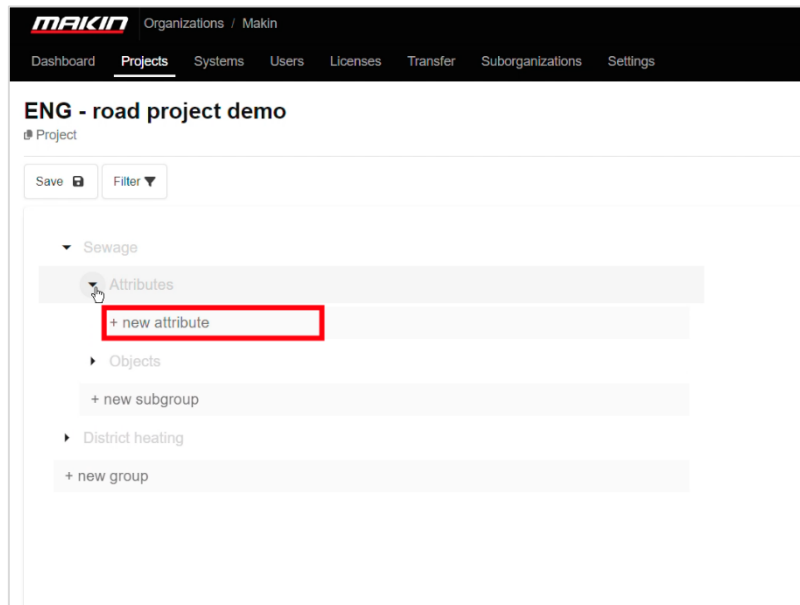 MAKIN Organizations / Makin
Dashboard Projects Systems Users Licenses Transfer Suborganizations Settings
ENG - road project demo
Project
Save Filter
Sewage
Attributes
+ new attribute
Objects
+ new subgroup
District heating
+ new group